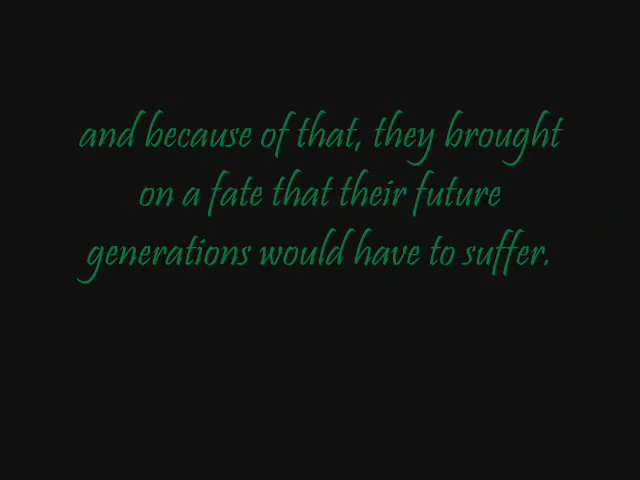 and because of that, they brought
on a fate that their future
generations would have to suffer.